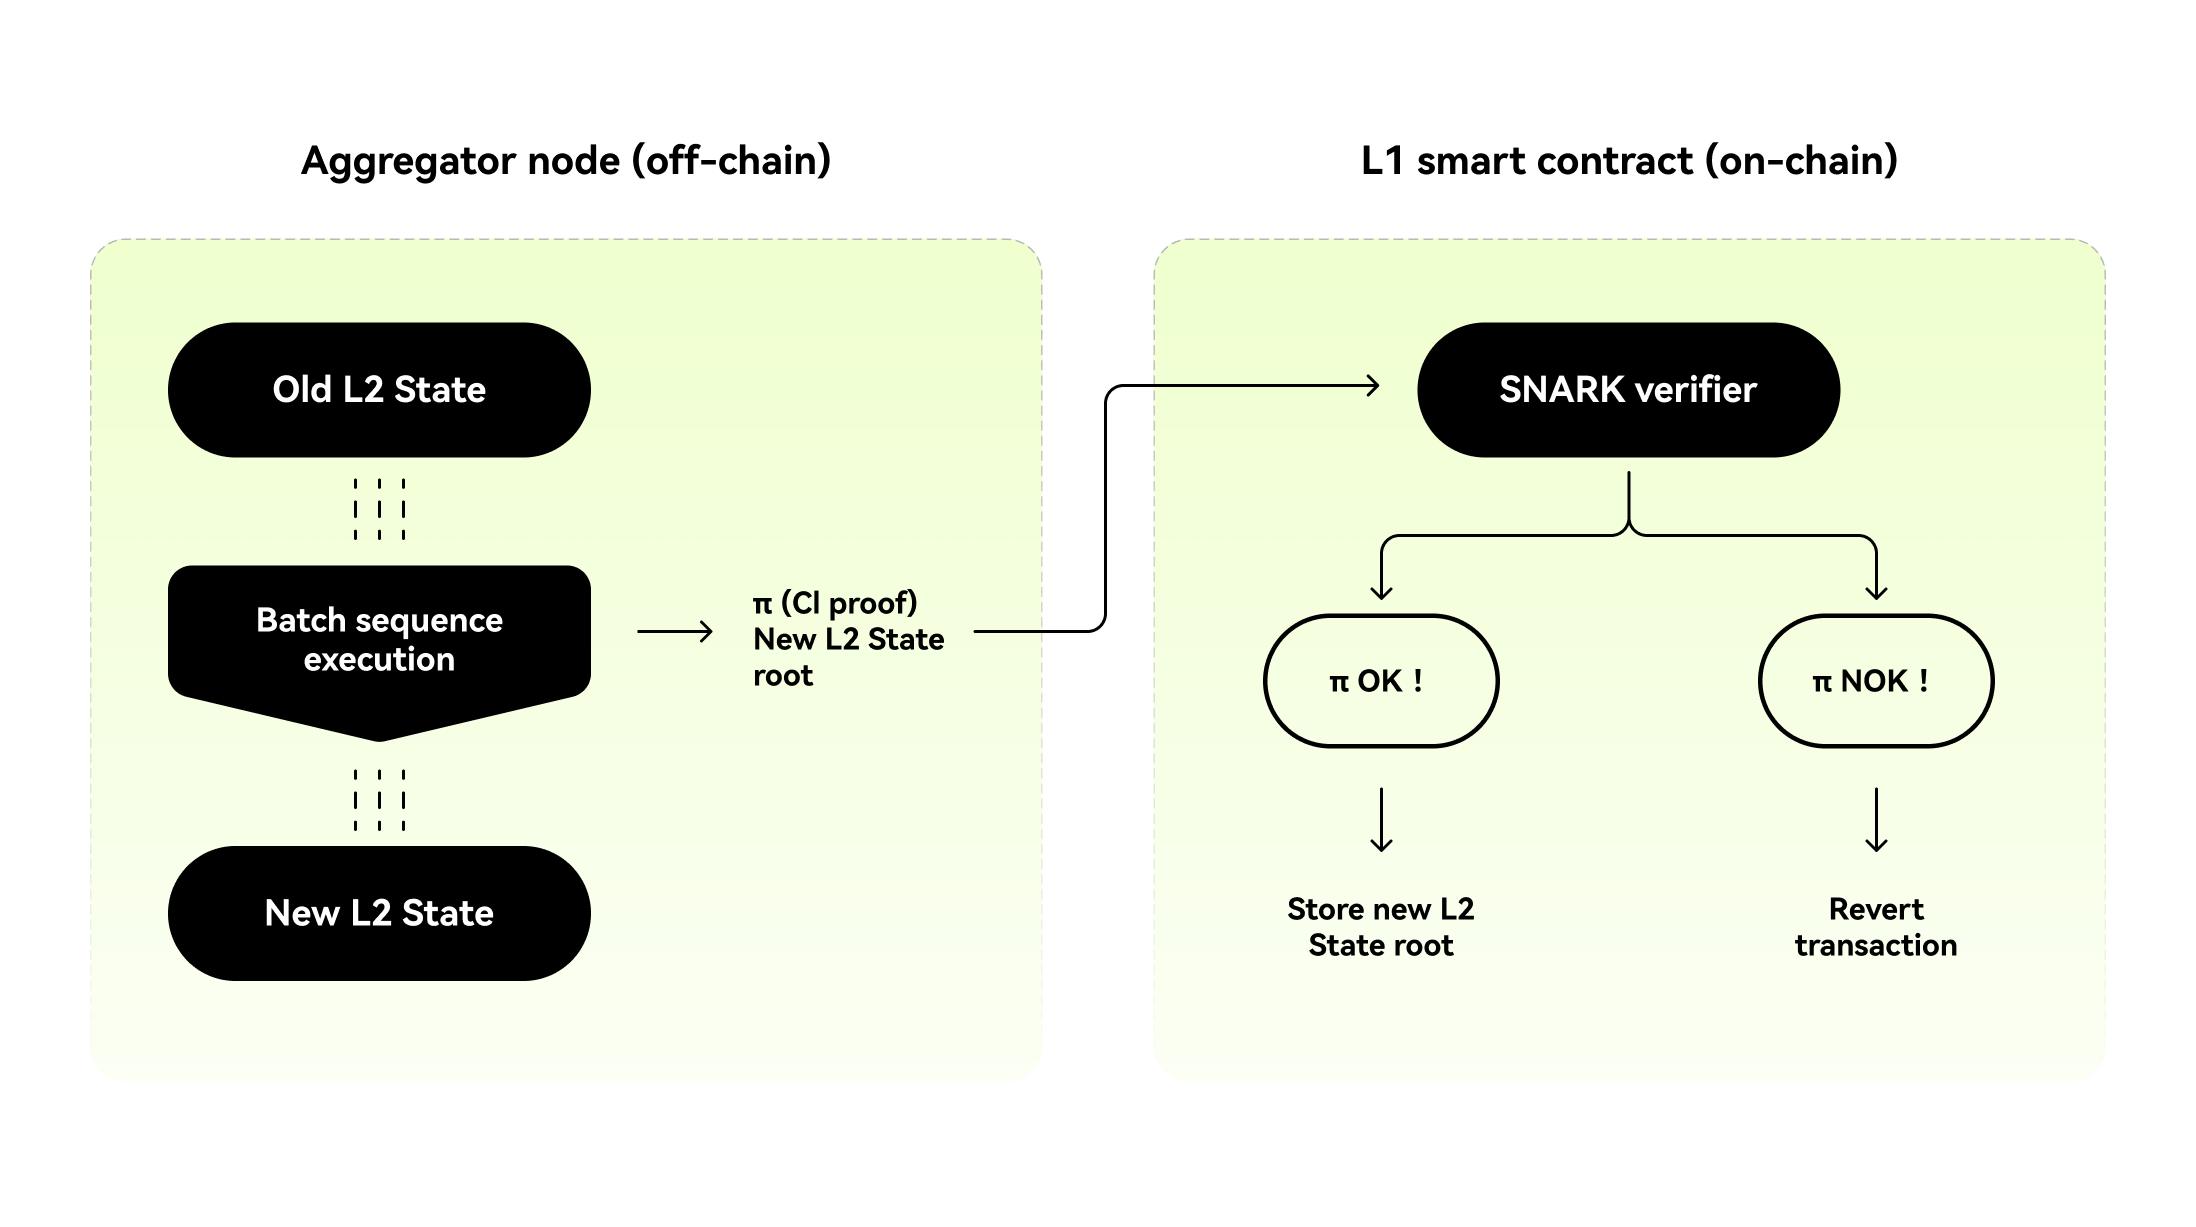 Aggregator node (off-chain)
L1 smart contract (on-chain)
Old L2 State
Batch sequence
execution
New L2 State
π (CI proof)
New L2 State
root
SNARK verifier
π OK !
π NOK !
Store new L2
State root
Revert
transaction